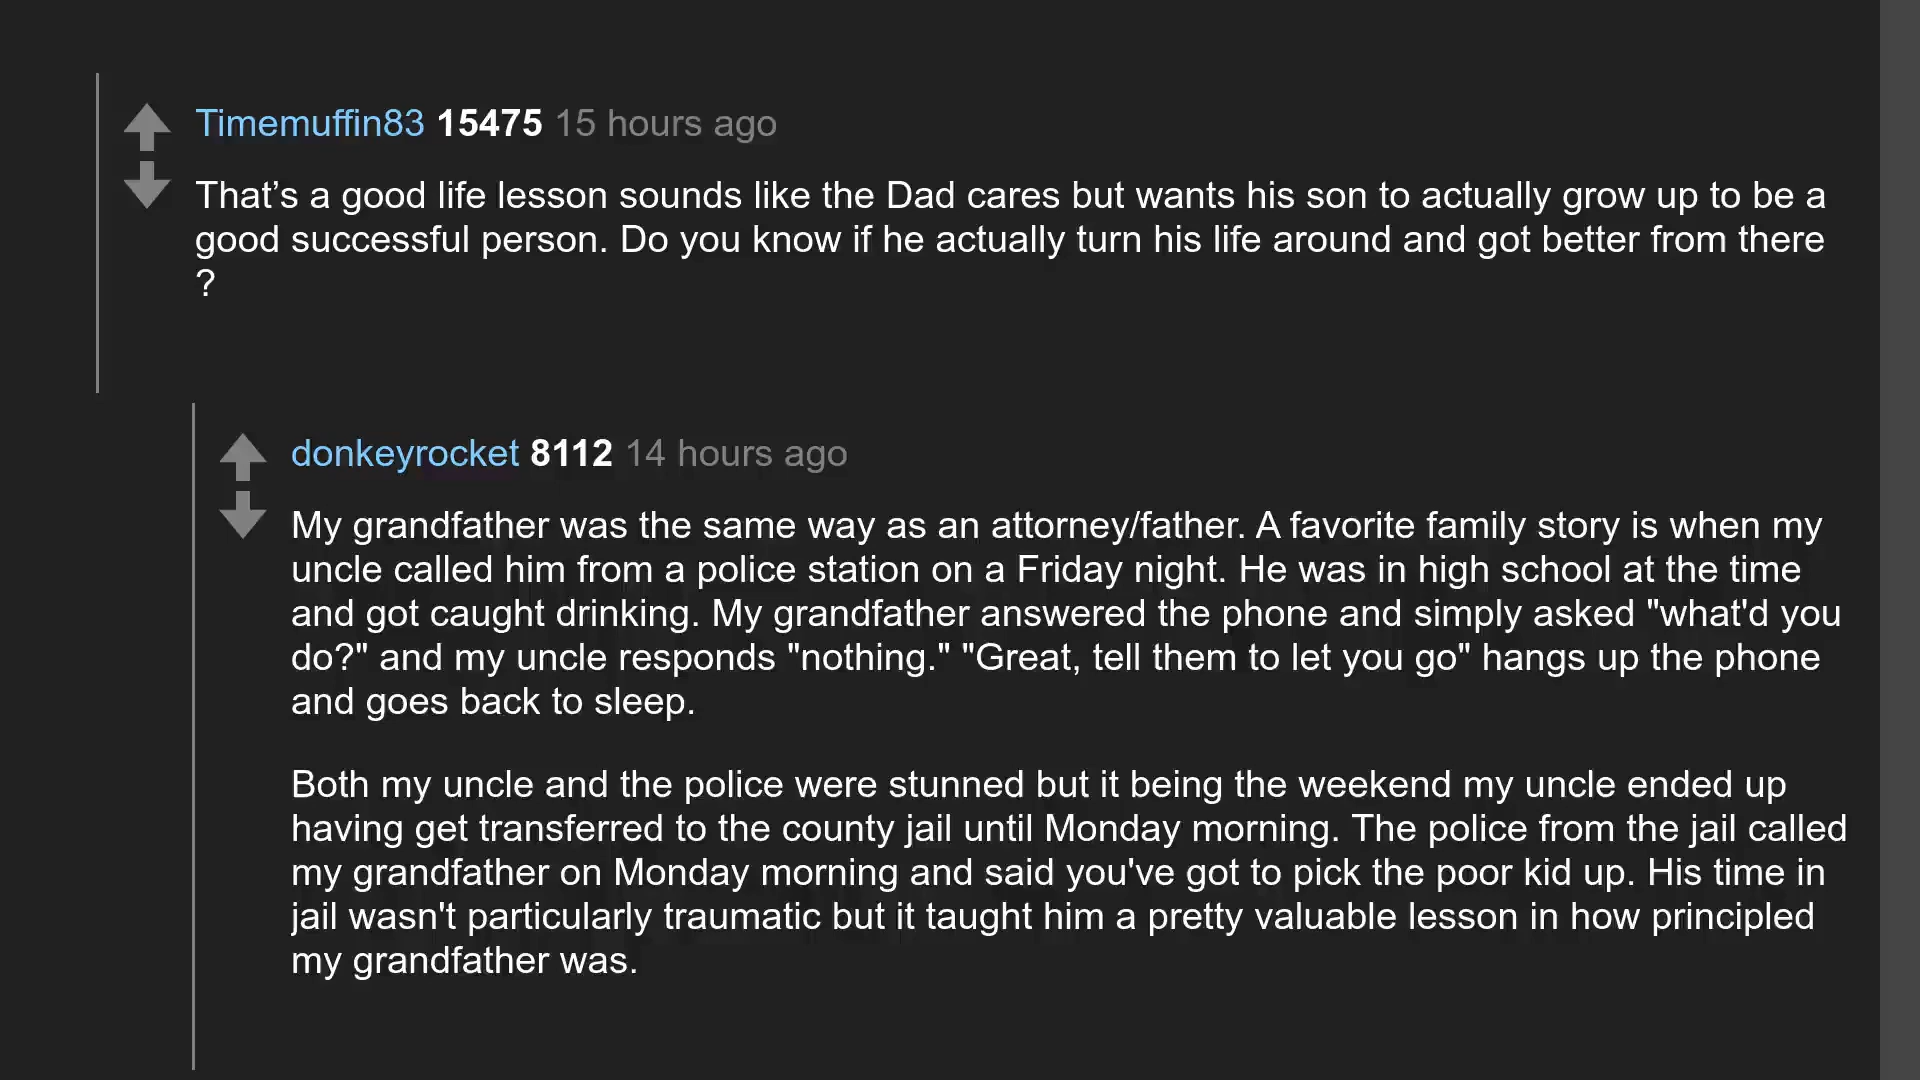 Timemuffin83 15475 15 hours ago
That’s a good life lesson sounds like the Dad cares but wants his son to actually grow up to be a
good successful person. Do you know if he actually turn his life around and got better from there
?
donkeyrocket 8112 14 hours ago
My grandfather was the same way as an attorney/father. A favorite family story is when my
uncle called him from a police station on a Friday night. He was in high school at the time
and got caught drinking. My grandfather answered the phone and simply asked "what'd you
do?" and my uncle responds "nothing." "Great, tell them to let you go" hangs up the phone
and goes back to sleep.
Both my uncle and the police were stunned but it being the weekend my uncle ended up
having get transferred to the county jail until Monday morning. The police from the jail called
my grandfather on Monday morning and said you've got to pick the poor kid up. His time in
jail wasn't particularly traumatic but it taught him a pretty valuable lesson in how principled
my grandfather was.